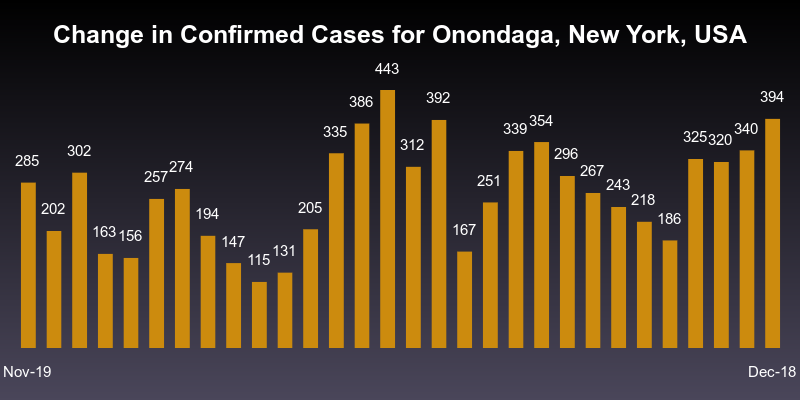 Change in Confirmed Cases for Onondaga, New York, USA
285 202 302 163 156 257 274 194 147 115 131 205 335 386 443 312 392 167 251 339 354 296 267 243 218 186 325 320 340 394
Nov-19 Dec-18